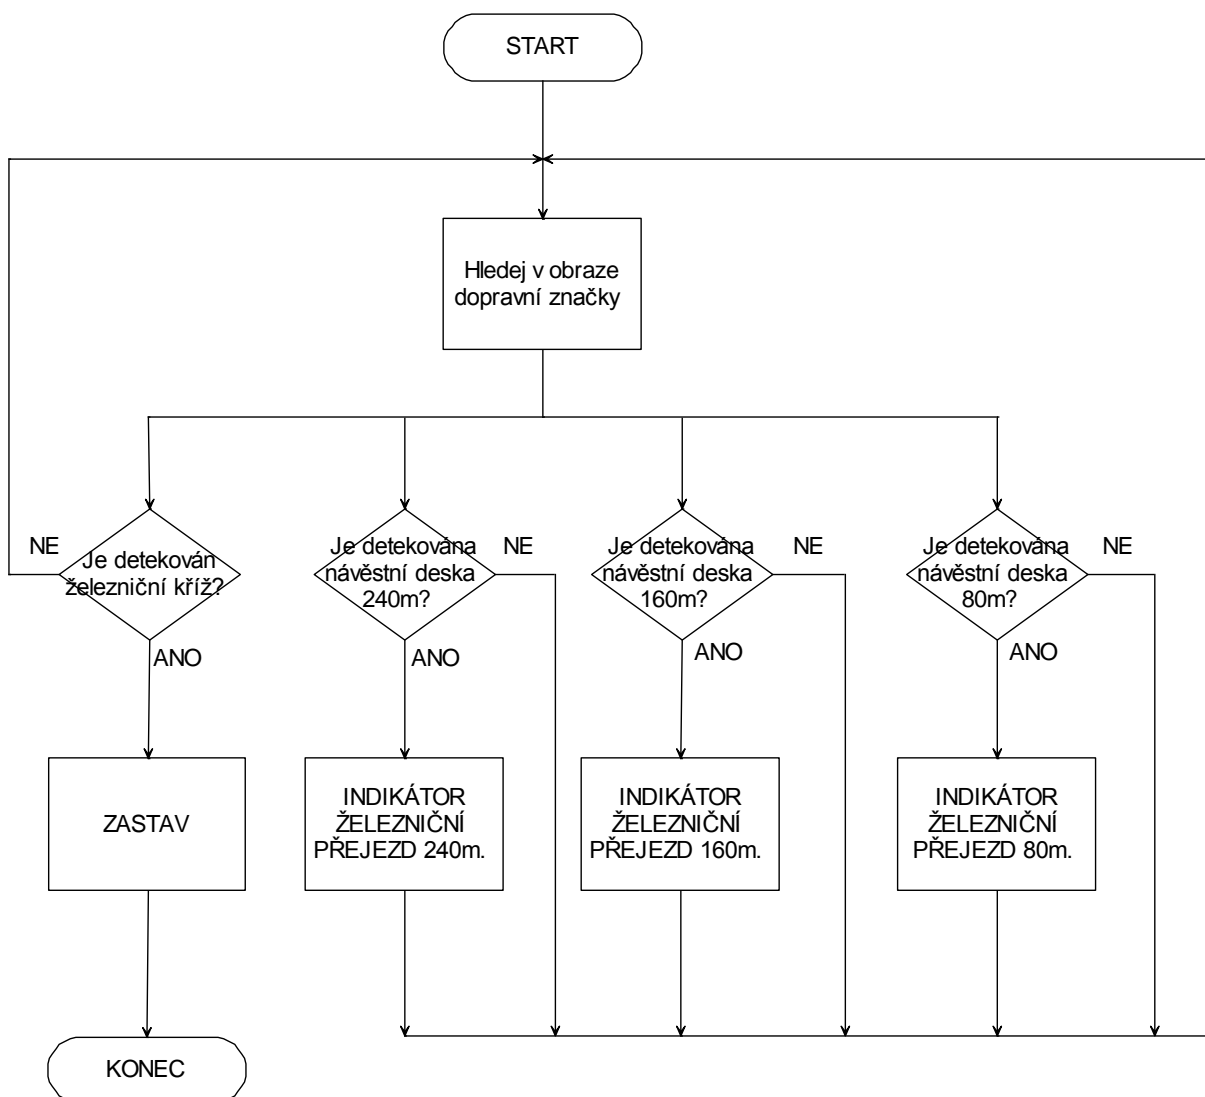 START
Hledej v obraze
dopravní značky
NE
Je detekován
železniční kříž?
ANO
Je detekována
návěstní deska
240m?
NE
ANO
Je detekována
návěstní deska
160m?
NE
ANO
Je detekována
návěstní deska
80m?
NE
ANO
ZASTAV
INDIKÁTOR
ŽELEZNIČNÍ
PŘEJEZD 240m.
INDIKÁTOR
ŽELEZNIČNÍ
PŘEJEZD 160m.
INDIKÁTOR
ŽELEZNIČNÍ
PŘEJEZD 80m.
KONEC